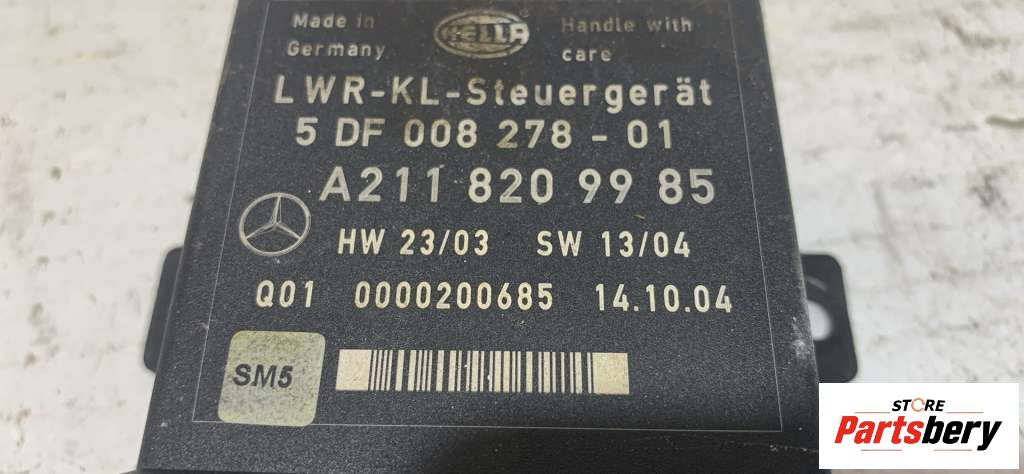 Made in
Germany
HELLA
Handle with
care
LWR-KL-Steuergerät
5 DF 008 278 - 01
A211 820 99 85
HW 23/03 SW 13/04
Q01 0000200685 14.10.04
SM5
STORE
Partsbery